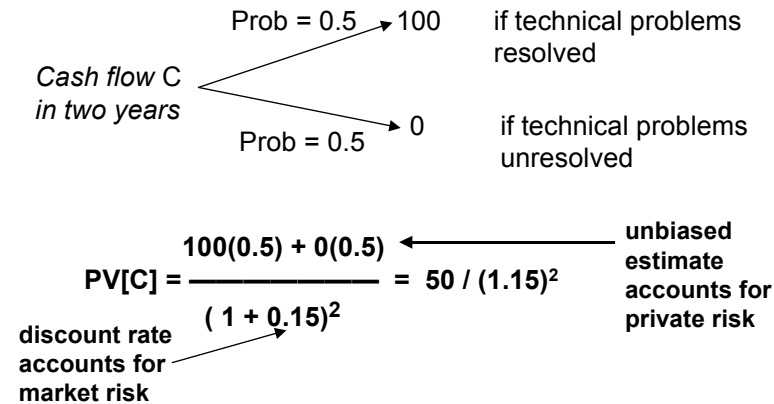 Prob = 0.5
100
if technical problems
resolved
Cash flow C
in two years
0
if technical problems
unresolved
Prob = 0.5
100(0.5) + 0(0.5)
PV[C] = ——————— = 50 / (1.15)²
( 1 + 0.15)²
unbiased
estimate
accounts for
private risk
discount rate
accounts for
market risk